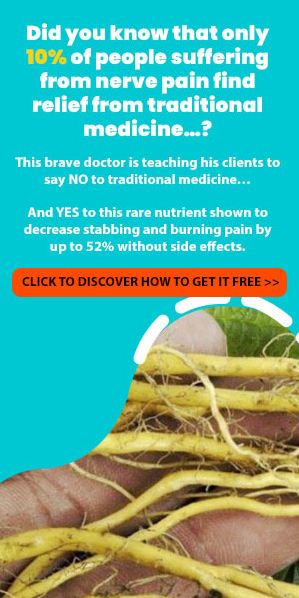 Did you know that only
10% of people suffering
from nerve pain find
relief from traditional
medicine...?
This brave doctor is teaching his clients to
say NO to traditional medicine...
And YES to this rare nutrient shown to
decrease stabbing and burning pain by
up to 52% without side effects.
CLICK TO DISCOVER HOW TO GET IT FREE >>